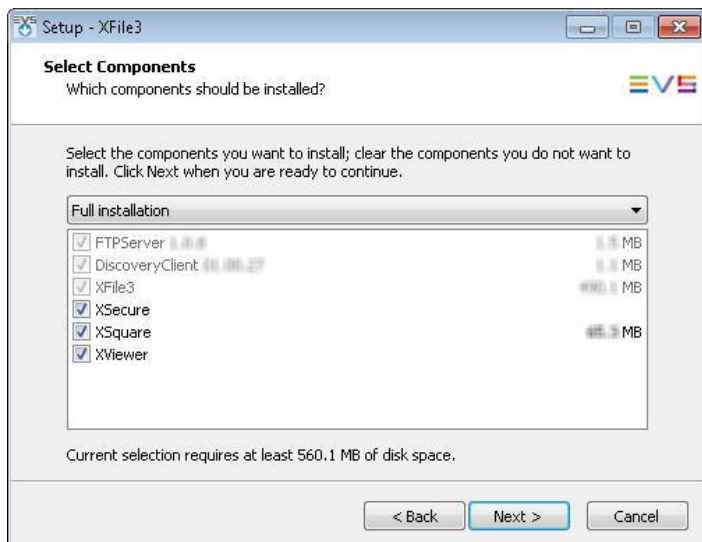 Setup - XFile3
Select Components
Which components should be installed?
EVS
Select the components you want to install; clear the components you do not want to
install. Click Next when you are ready to continue.
Full installation
FTPServer MB
DiscoveryClient MB
XFile3 MB
XSecure
XSquare MB
XViewer
Current selection requires at least 560.1 MB of disk space.
< Back Next > Cancel